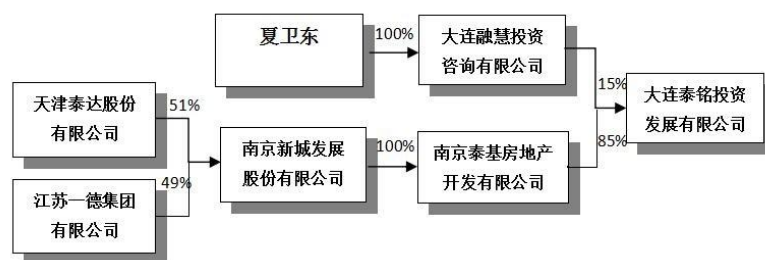 夏卫东
100%
大连融慧投资
咨询有限公司
15%
大连泰铭投资
发展有限公司
天津泰达股份
有限公司
51%
南京新城发展
股份有限公司
100%
南京泰基房地产
开发有限公司
85%
江苏一德集团
有限公司
49%